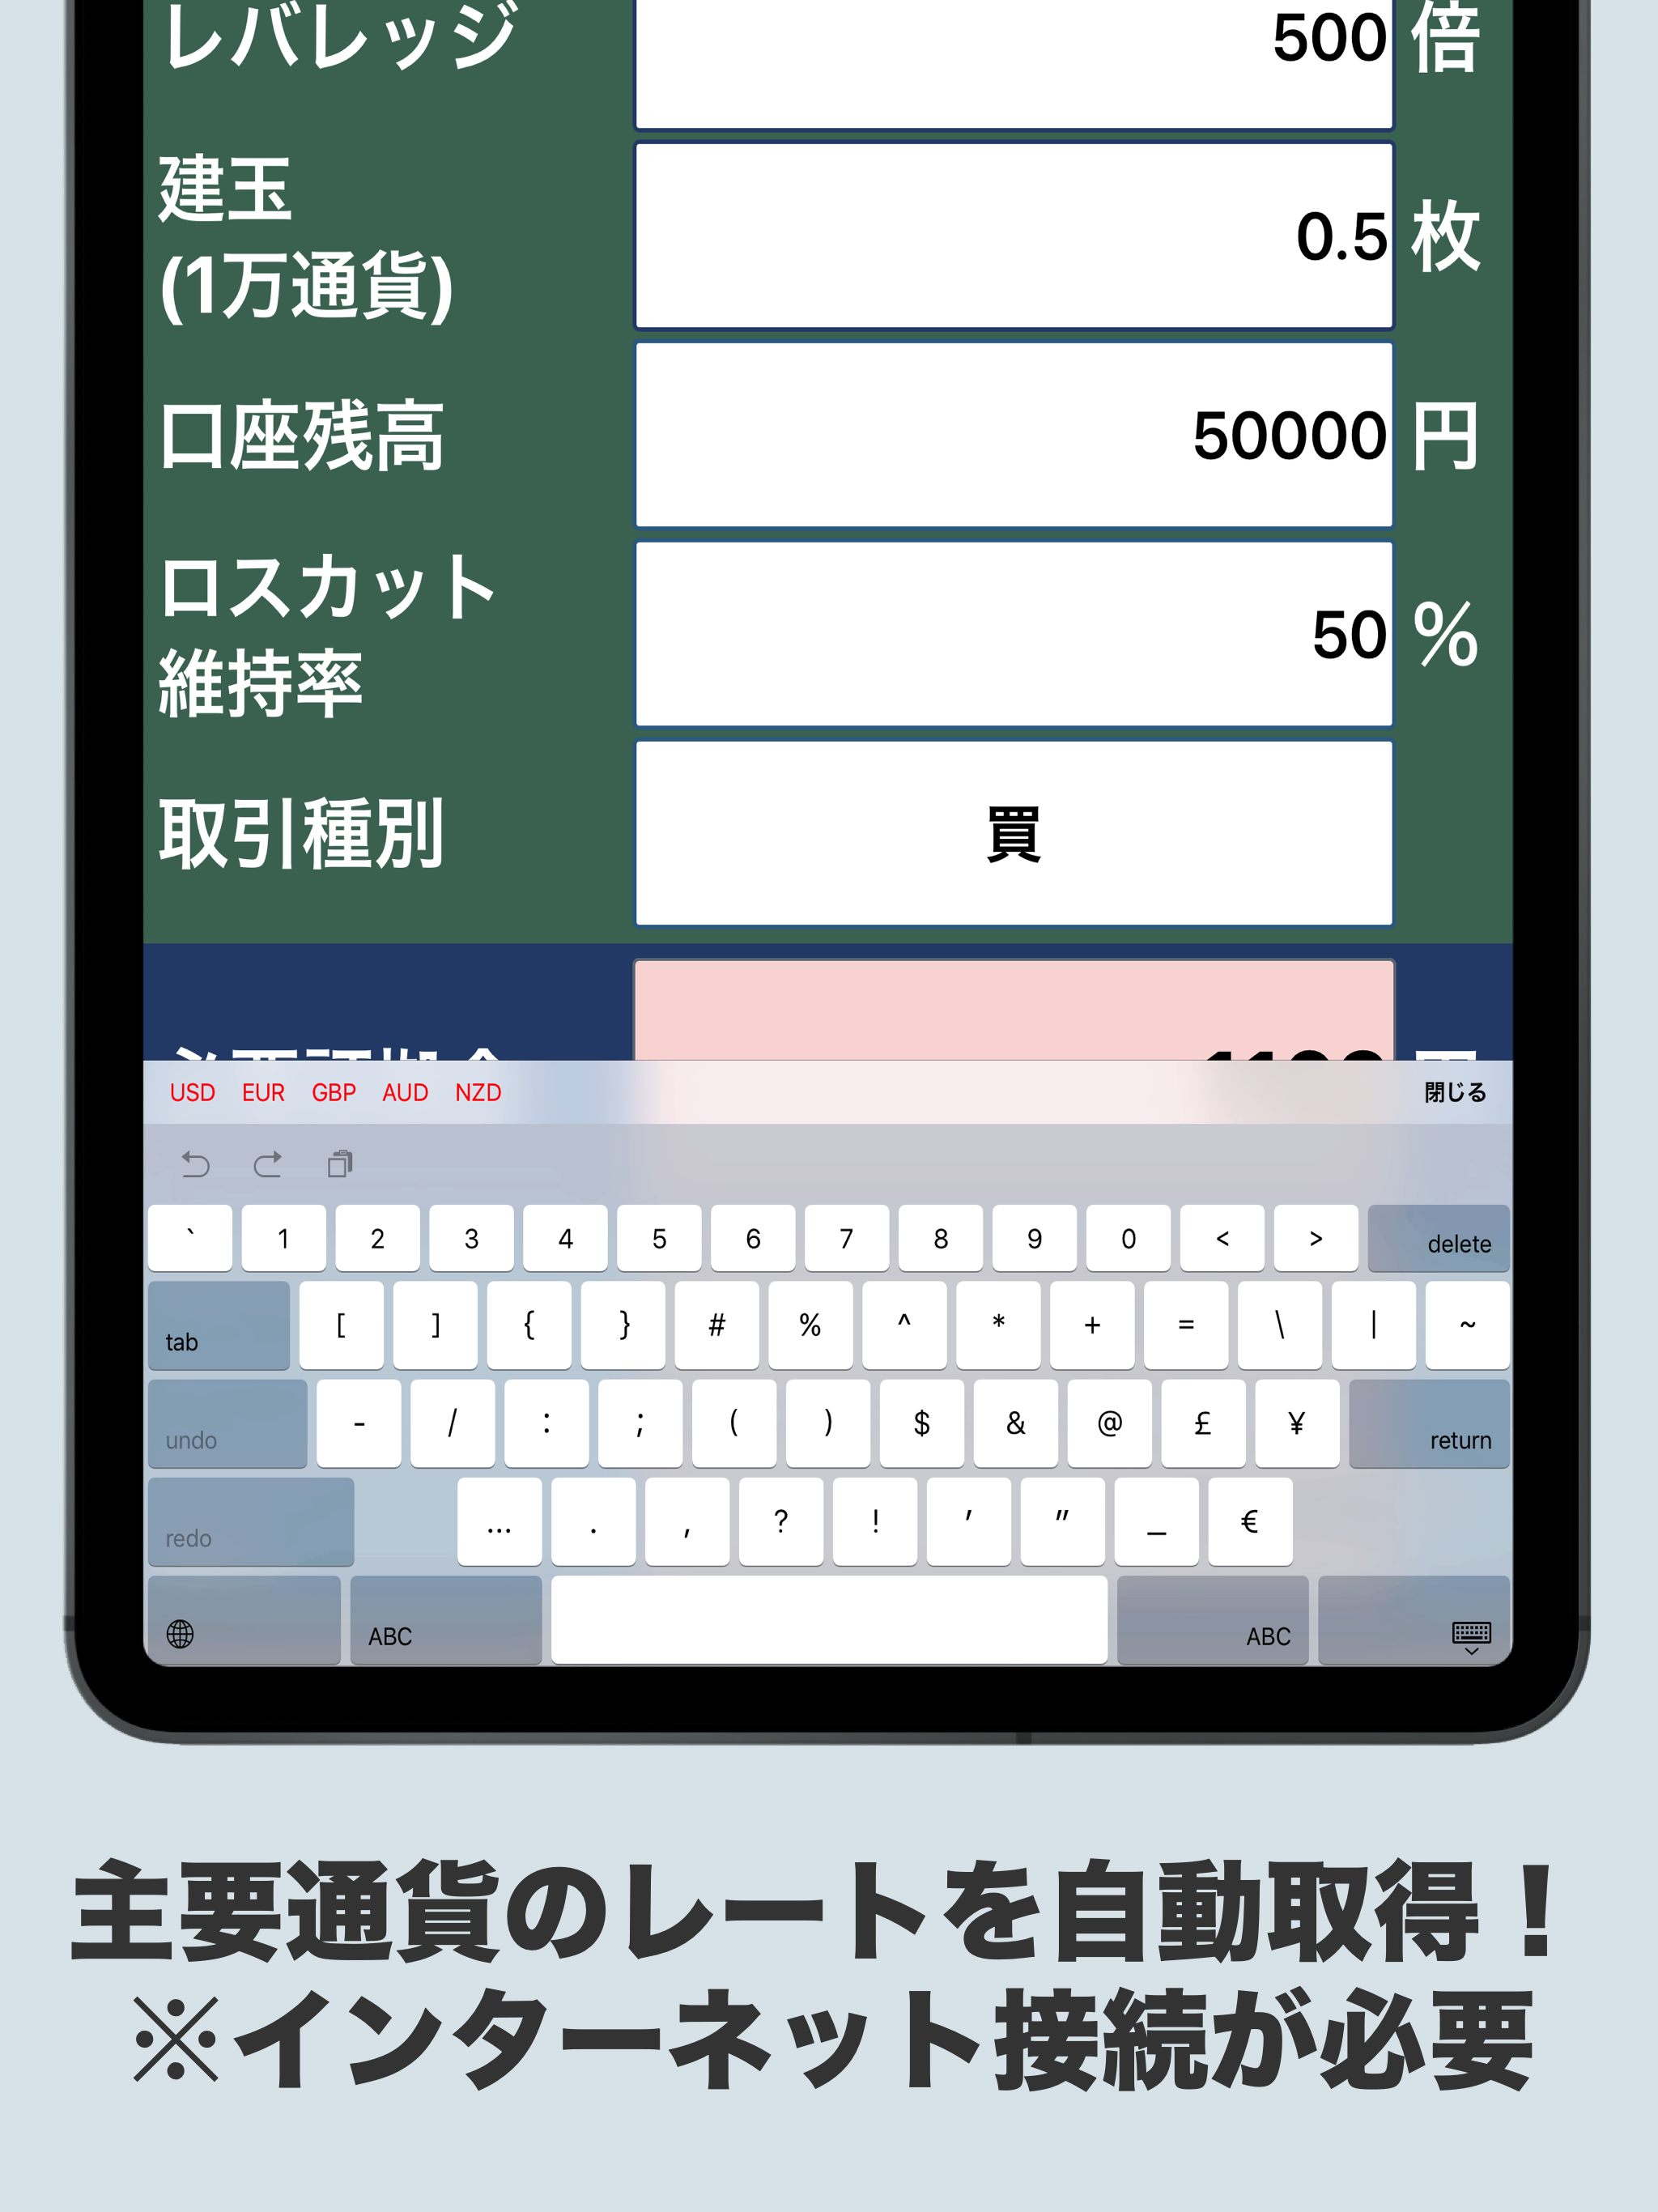 レバレッジ 500 倍
建玉
(1万通貨) 0.5 枚
口座残高 50000 円
ロスカット
維持率 50 %
取引種別 買
USD EUR GBP AUD NZD 閉じる
` 1 2 3 4 5 6 7 8 9 0 < > delete
tab [ ] { } # % ^ * + = \ | ~
undo - / : ; ( ) $ & @ £ ¥ return
redo ... . , ? ! ' " _ €
ABC ABC
主要通貨のレートを自動取得！
※インターネット接続が必要